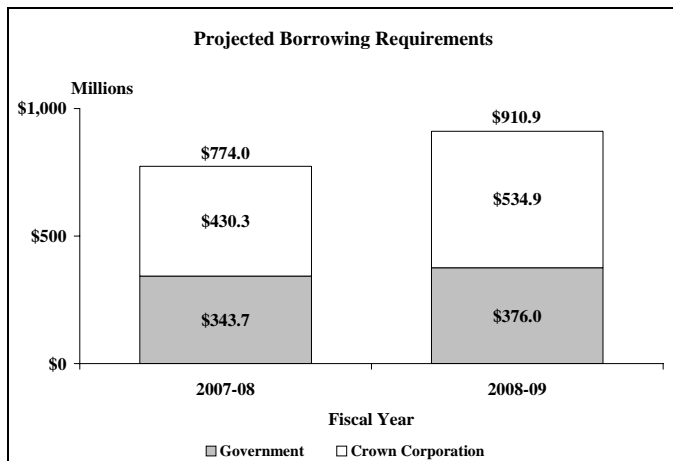 Projected Borrowing Requirements
Millions
$1,000
$910.9
$774.0
$430.3
$534.9
$500
$343.7
$376.0
$0
2007-08 2008-09
Fiscal Year
Government Crown Corporation